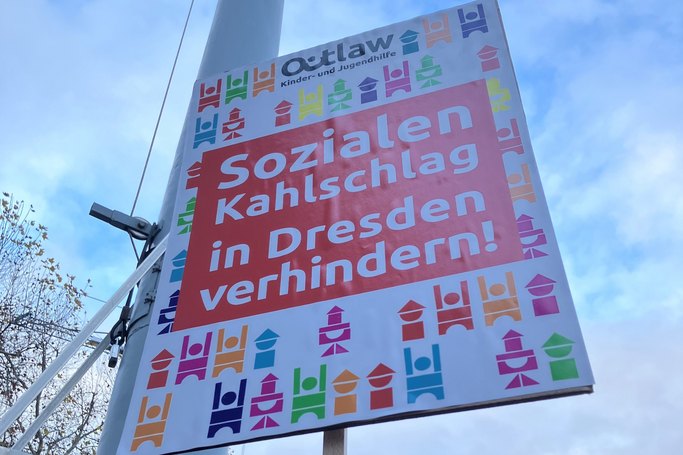 Outlaw
Kinder- und Jugendhilfe
Sozialen
Kahlschlag
in Dresden
verhindern!